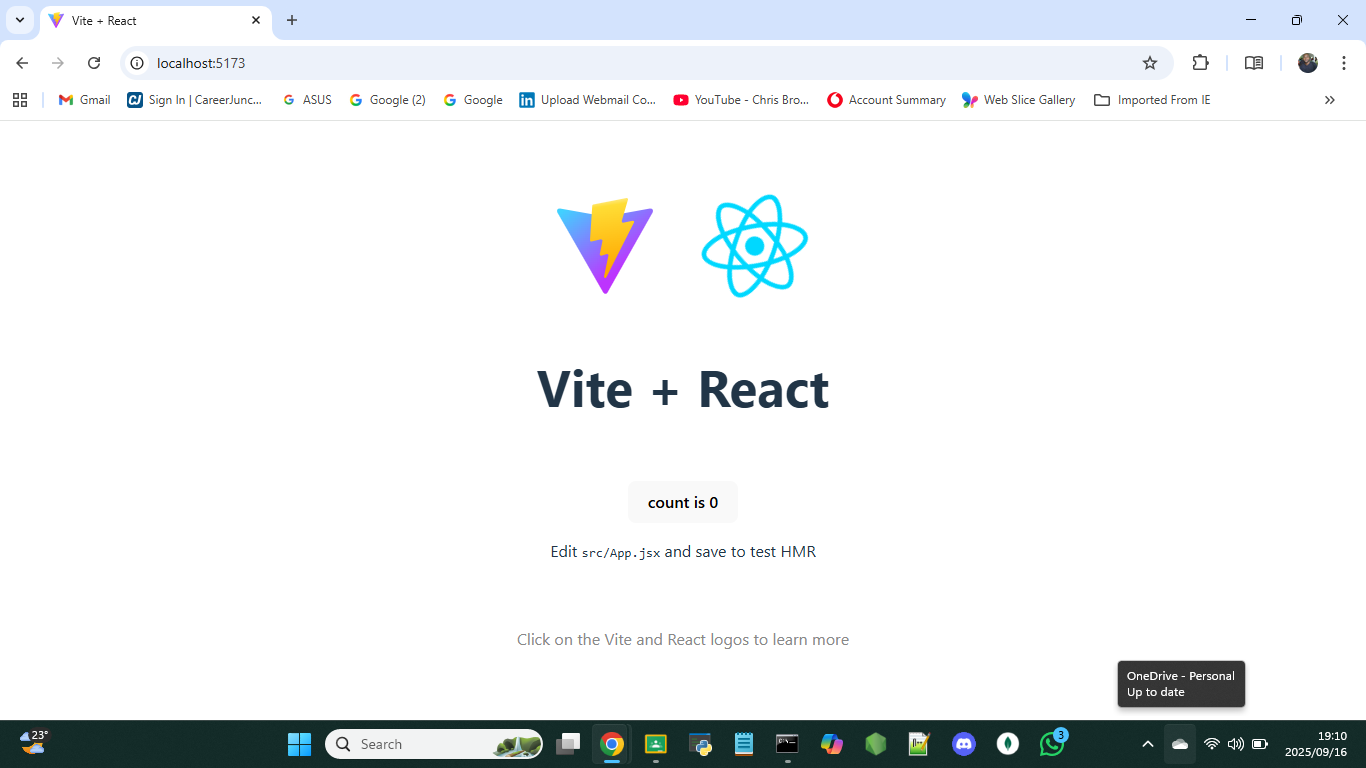 Vite + React
localhost:5173
Gmail
Sign In | CareerJunc...
ASUS
Google (2)
Google
Upload Webmail Co...
YouTube - Chris Bro...
Account Summary
Web Slice Gallery
Imported From IE
Vite + React
count is 0
Edit src/App.jsx and save to test HMR
Click on the Vite and React logos to learn more
OneDrive - Personal
Up to date
23°
Search
3
19:10
2025/09/16